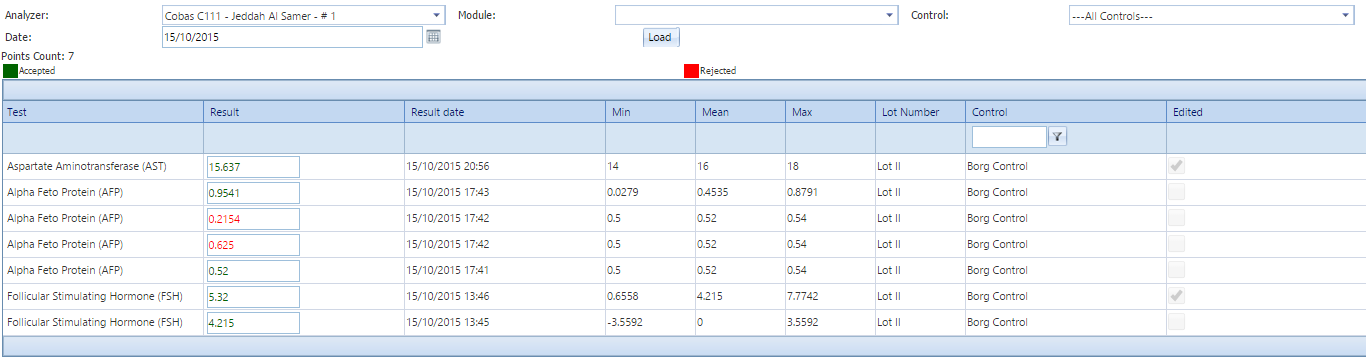 Analyzer: Cobas C111 - Jeddah Al Samer - # 1 Module: Control: ---All Controls---
Date: 15/10/2015 Load
Points Count: 7
Accepted Rejected
Test Result Result date Min Mean Max Lot Number Control Edited
Aspartate Aminotransferase (AST) 15.637 15/10/2015 20:56 14 16 18 Lot II Borg Control
Alpha Feto Protein (AFP) 0.9541 15/10/2015 17:43 0.0279 0.4535 0.8791 Lot II Borg Control
Alpha Feto Protein (AFP) 0.2154 15/10/2015 17:42 0.5 0.52 0.54 Lot II Borg Control
Alpha Feto Protein (AFP) 0.625 15/10/2015 17:42 0.5 0.52 0.54 Lot II Borg Control
Alpha Feto Protein (AFP) 0.52 15/10/2015 17:41 0.5 0.52 0.54 Lot II Borg Control
Follicular Stimulating Hormone (FSH) 5.32 15/10/2015 13:46 0.6558 4.215 7.7742 Lot II Borg Control
Follicular Stimulating Hormone (FSH) 4.215 15/10/2015 13:45 -3.5592 0 3.5592 Lot II Borg Control